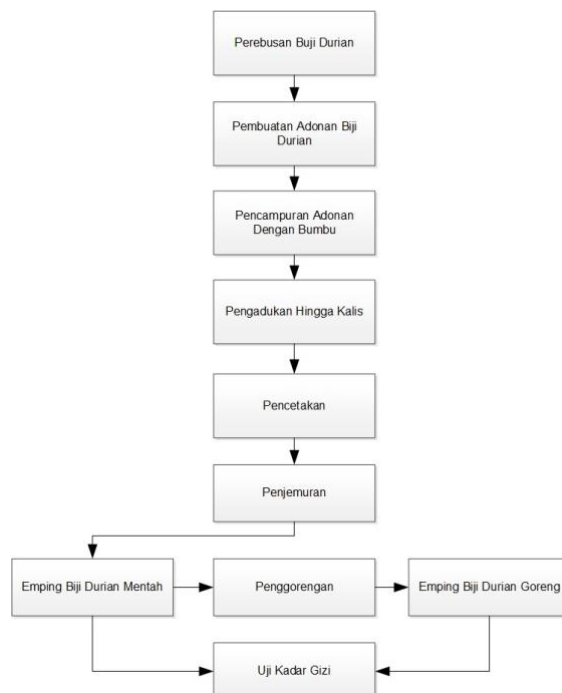 Perebusan Buji Durian
Pembuatan Adonan Biji
Durian
Pencampuran Adonan
Dengan Bumbu
Pengadukan Hingga Kalis
Pencetakan
Penjemuran
Emping Biji Durian Mentah
Penggorengan
Emping Biji Durian Goreng
Uji Kadar Gizi